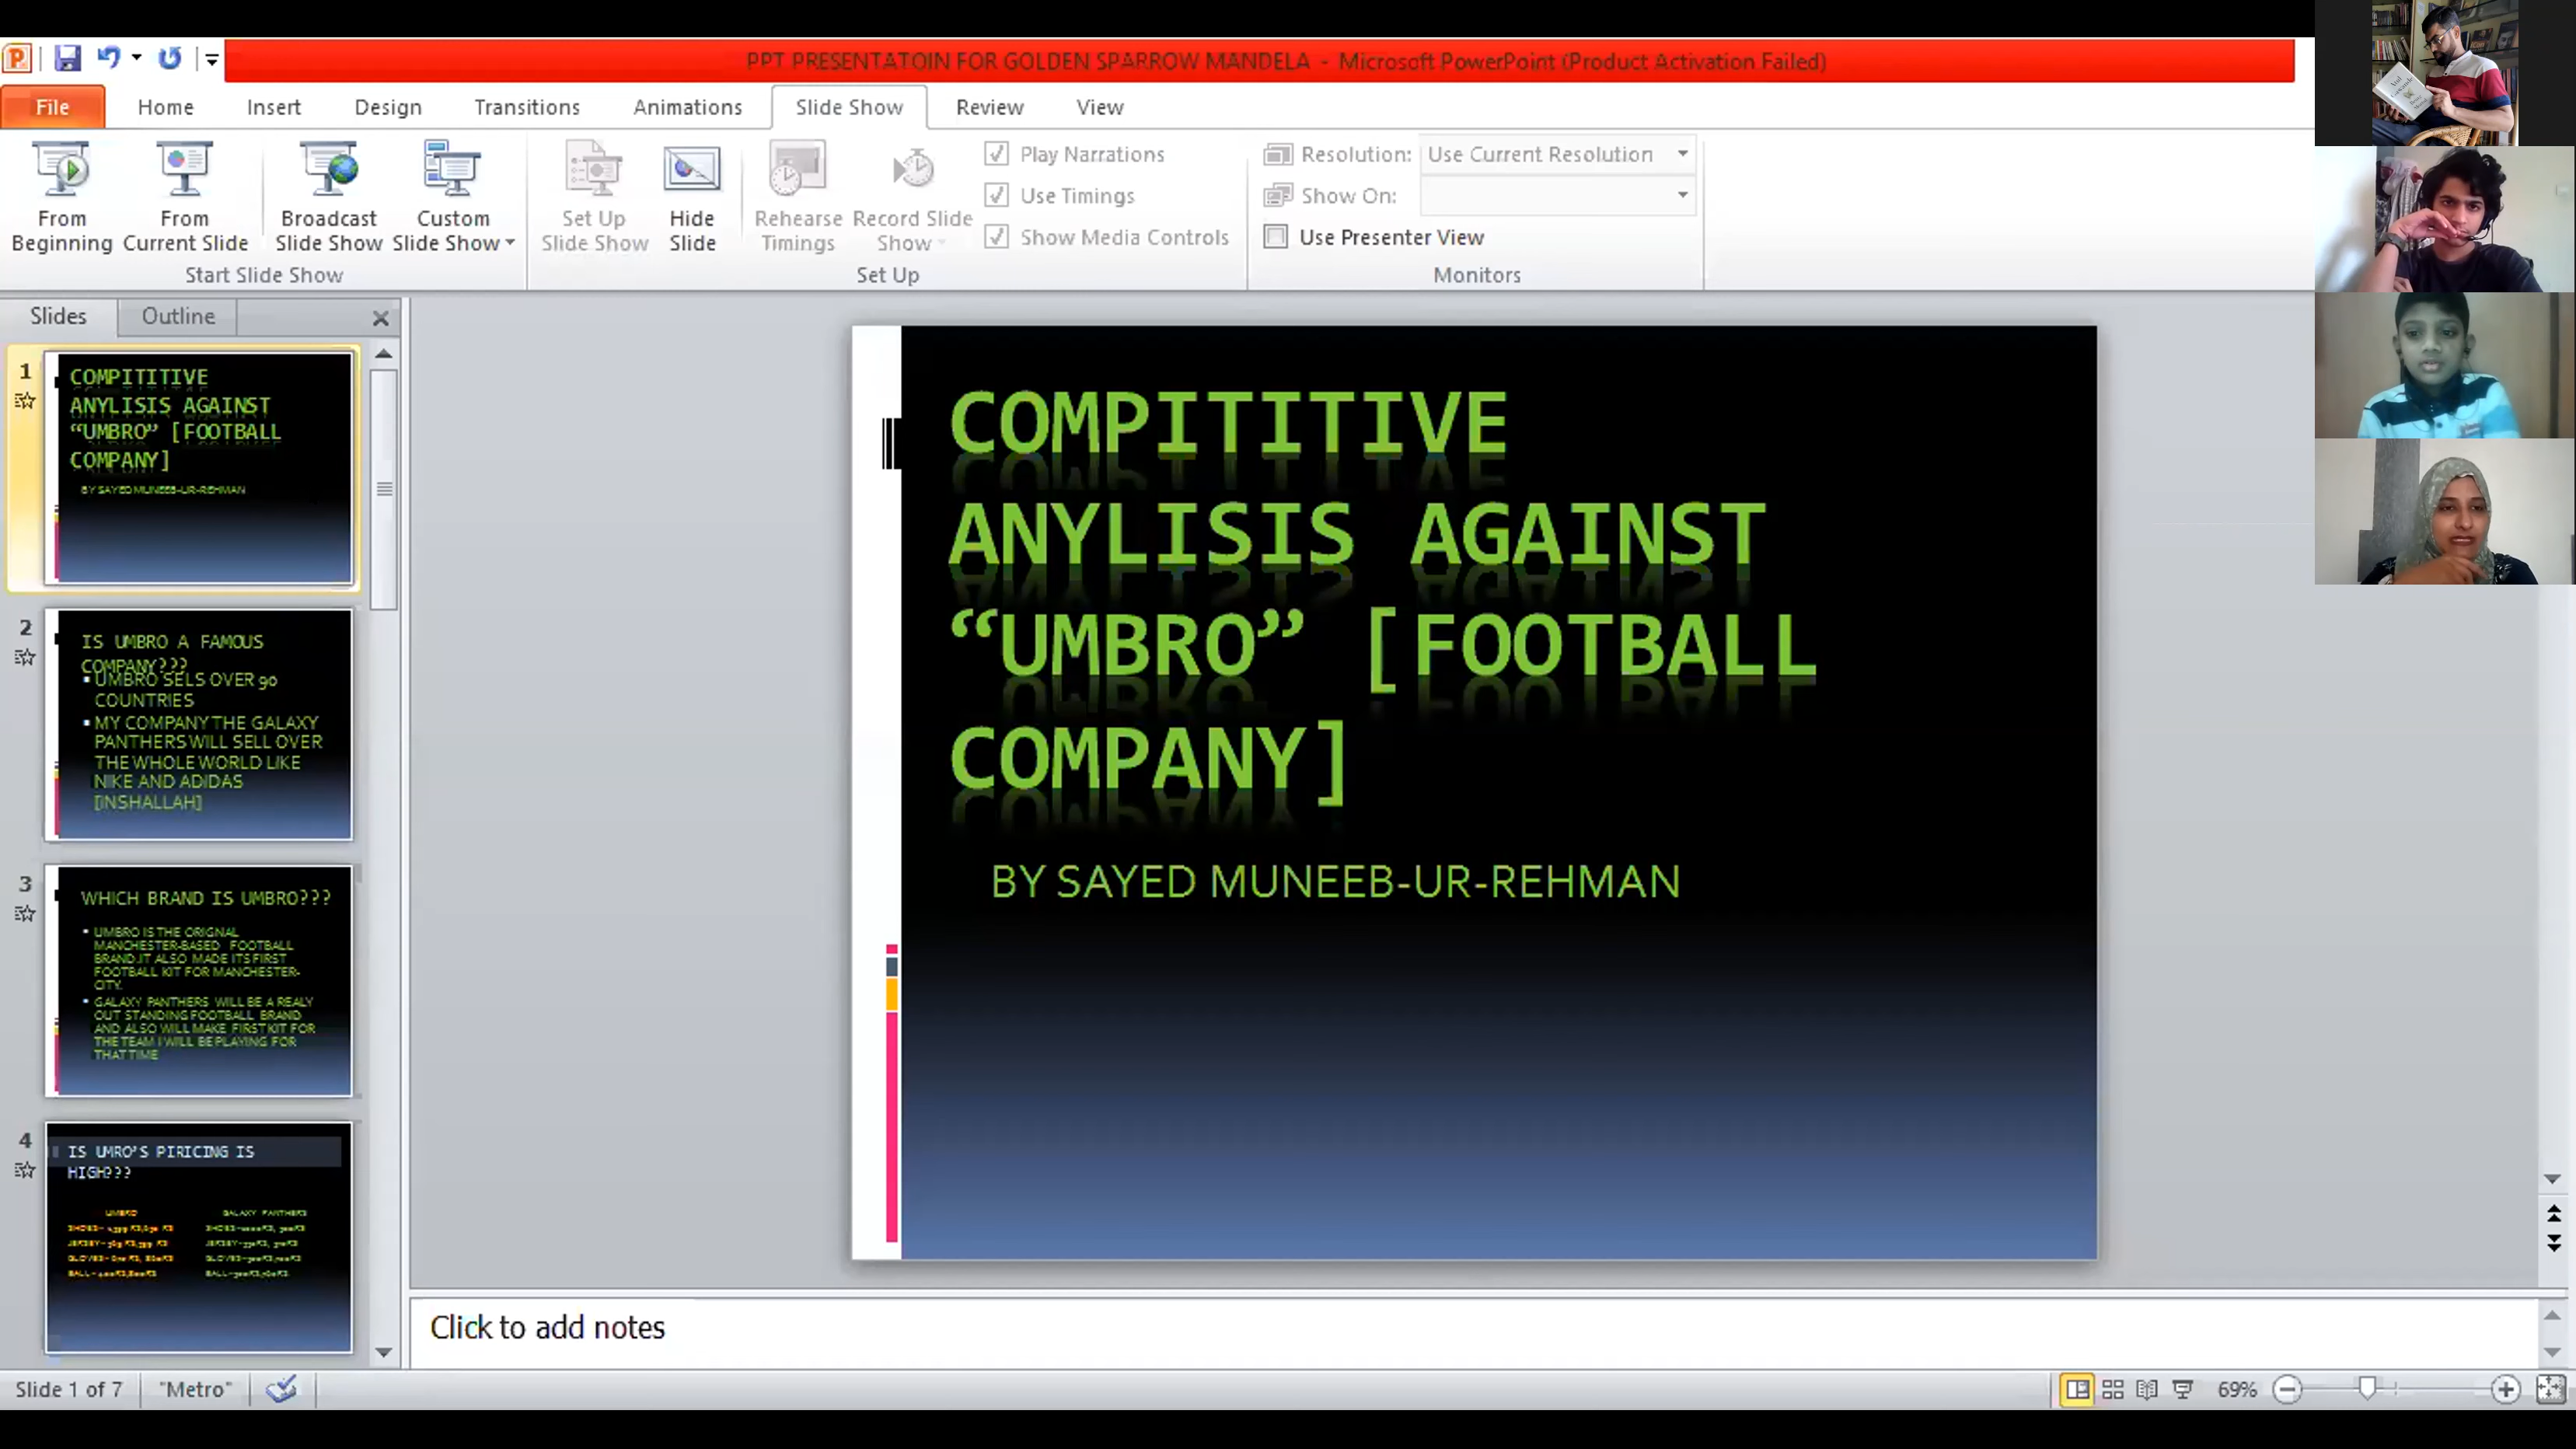 PPT PRESENTATOIN FOR GOLDEN SPARROW MANDELA - Microsoft PowerPoint (Product Activation Failed)
File Home Insert Design Transitions Animations Slide Show Review View
From Beginning
From Current Slide
Broadcast Slide Show
Custom Slide Show
Start Slide Show
Set Up Slide Show
Hide Slide
Rehearse Timings
Record Slide Show
Play Narrations
Use Timings
Show Media Controls
Set Up
Resolution: Use Current Resolution
Show On:
Use Presenter View
Monitors
Slides Outline
1
COMPITITIVE
ANYLISIS AGAINST
“UMBRO” [FOOTBALL
COMPANY]
BY SAYED MUNEEB-UR-REHMAN
2
IS UMBRO A FAMOUS
COMPANY???
UMBRO SELS OVER 90
COUNTRIES
MY COMPANY THE GALAXY
PANTHERS WILL SELL OVER
THE WHOLE WORLD LIKE
NIKE AND ADIDAS
[INSHALLAH]
3
WHICH BRAND IS UMBRO???
UMBRO IS THE ORIGNAL
MANCHESTER-BASED FOOTBALL
BRAND.IT ALSO MADE ITS FIRST
FOOTBALL KIT FOR MANCHESTER-
CITY.
GALAXY PANTHERS WILL BE A REALY
OUT STANDING FOOTBALL BRAND
AND ALSO WILL MAKE FIRST KIT FOR
THE TEAM I WILL BE PLAYING FOR
THAT TIME
4
IS UMRO'S PIRICING IS
HIGH???
UMBRO
GALAXY PANTHERS
COMPITITIVE
ANYLISIS AGAINST
“UMBRO” [FOOTBALL
COMPANY]
BY SAYED MUNEEB-UR-REHMAN
Click to add notes
Slide 1 of 7 "Metro" 69%